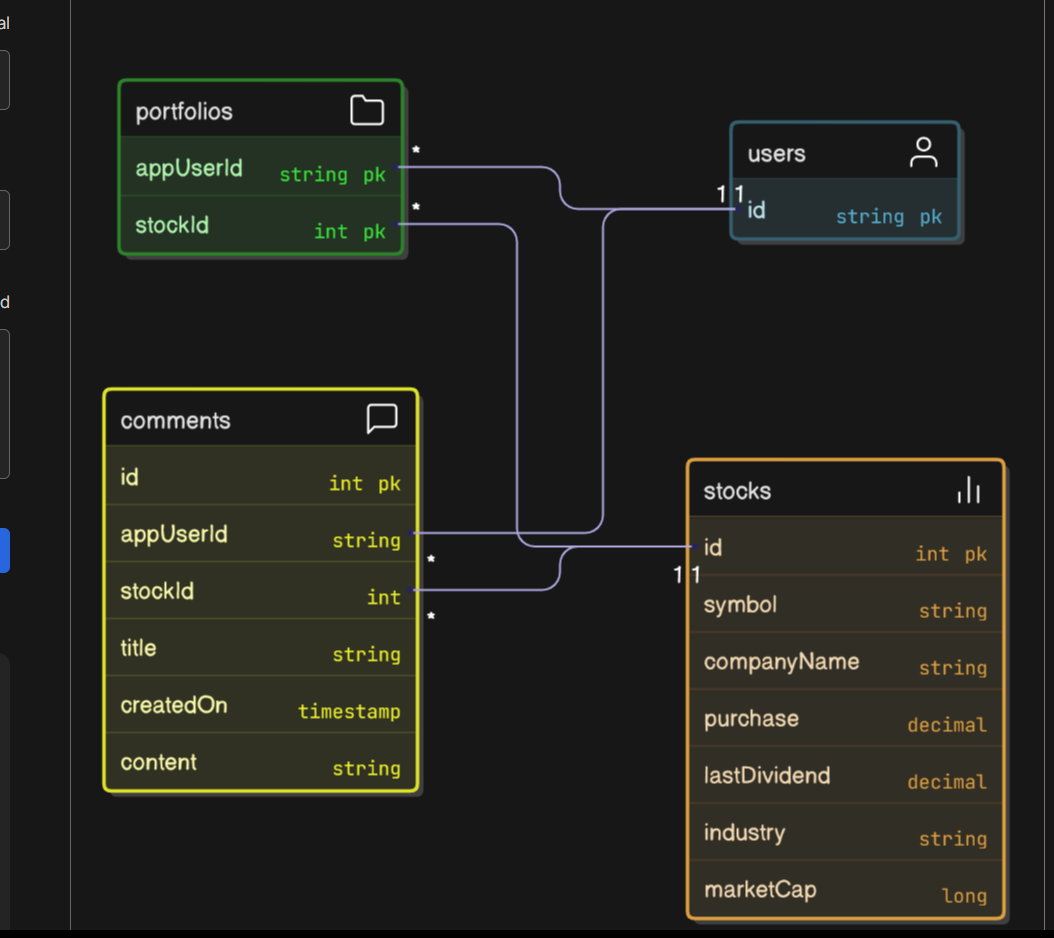 al
d
portfolios
appUserId string pk
*
stockId int pk
*
users
1 1
id string pk
comments
id int pk
appUserId string
*
stockId int
*
title string
createdOn timestamp
content string
stocks
id int pk
1 1
symbol string
companyName string
purchase decimal
lastDividend decimal
industry string
marketCap long